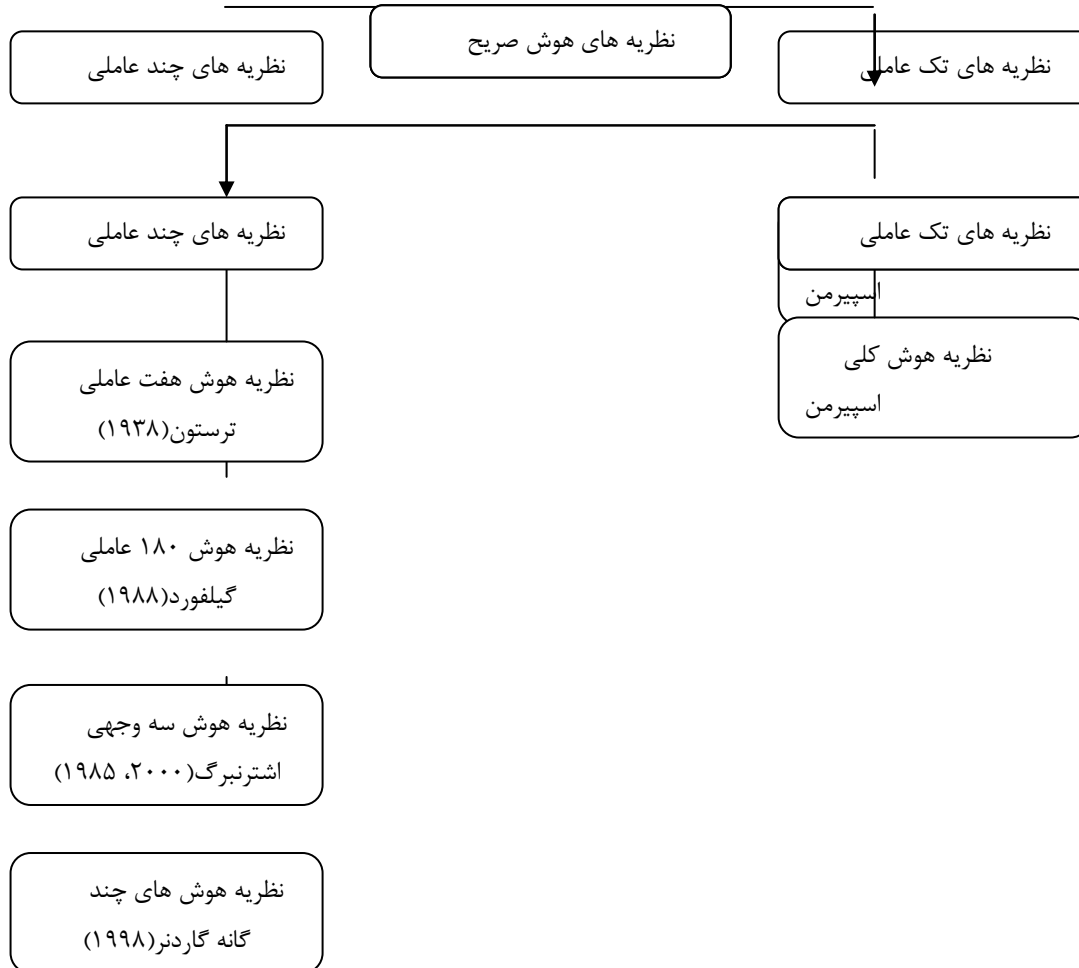 نظریه های هوش صریح
نظریه های تک عاملی
نظریه های چند عاملی
نظریه های تک عاملی
نظریه های چند عاملی
اسپیرمن
نظریه هوش کلی
اسپیرمن
نظریه هوش هفت عاملی
ترستون(۱۹۳۸)
نظریه هوش ۱۸۰ عاملی
گیلفورد(۱۹۸۸)
نظریه هوش سه وجهی
اشترنبرگ(۲۰۰۰، ۱۹۸۵)
نظریه هوش های چند
گانه گاردنر(۱۹۹۸)